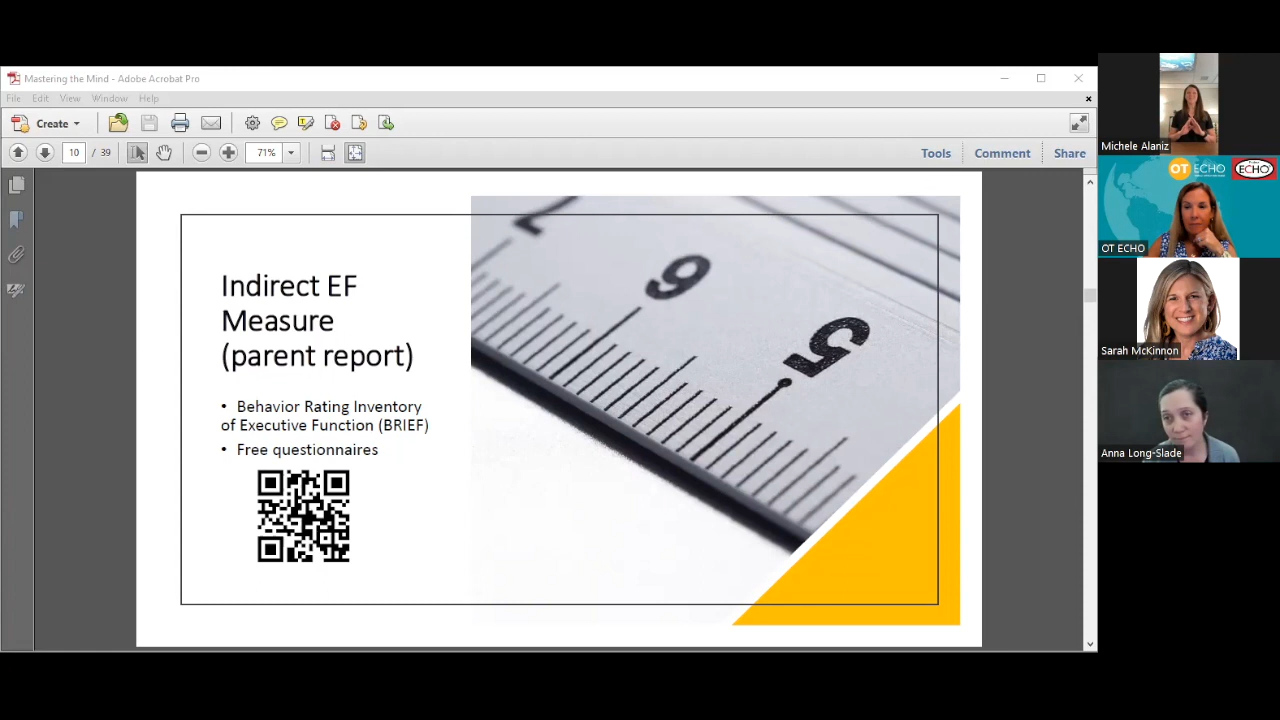 Mastering the Mind - Adobe Acrobat Pro
File Edit View Window Help
Create
10 / 39
71%
Tools
Comment
Share
Indirect EF
Measure
(parent report)
• Behavior Rating Inventory
of Executive Function (BRIEF)
• Free questionnaires
7
6
5
Michele Alaniz
OT ECHO
ECHO
OT ECHO
Sarah McKinnon
Anna Long-Slade